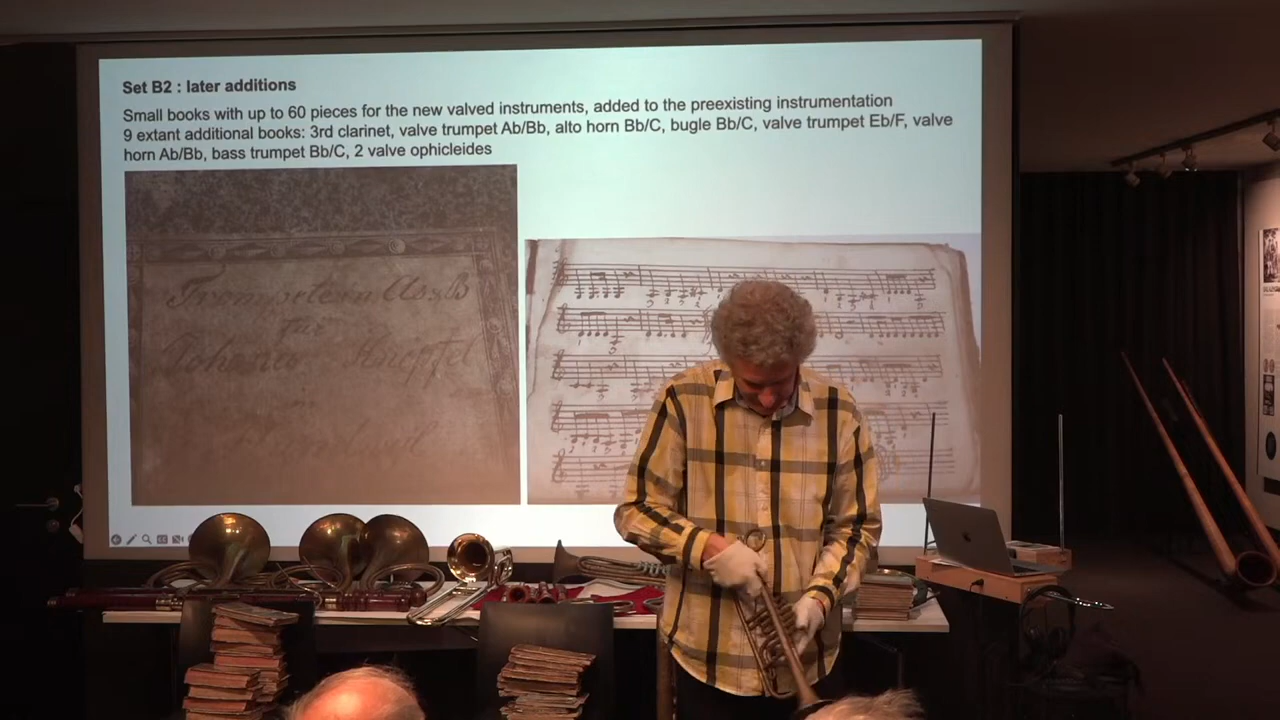 Set B2 : later additions
Small books with up to 60 pieces for the new valved instruments, added to the preexisting instrumentation
9 extant additional books: 3rd clarinet, valve trumpet Ab/Bb, alto horn Bb/C, bugle Bb/C, valve trumpet Eb/F, valve
horn Ab/Bb, bass trumpet Bb/C, 2 valve ophicleides
für